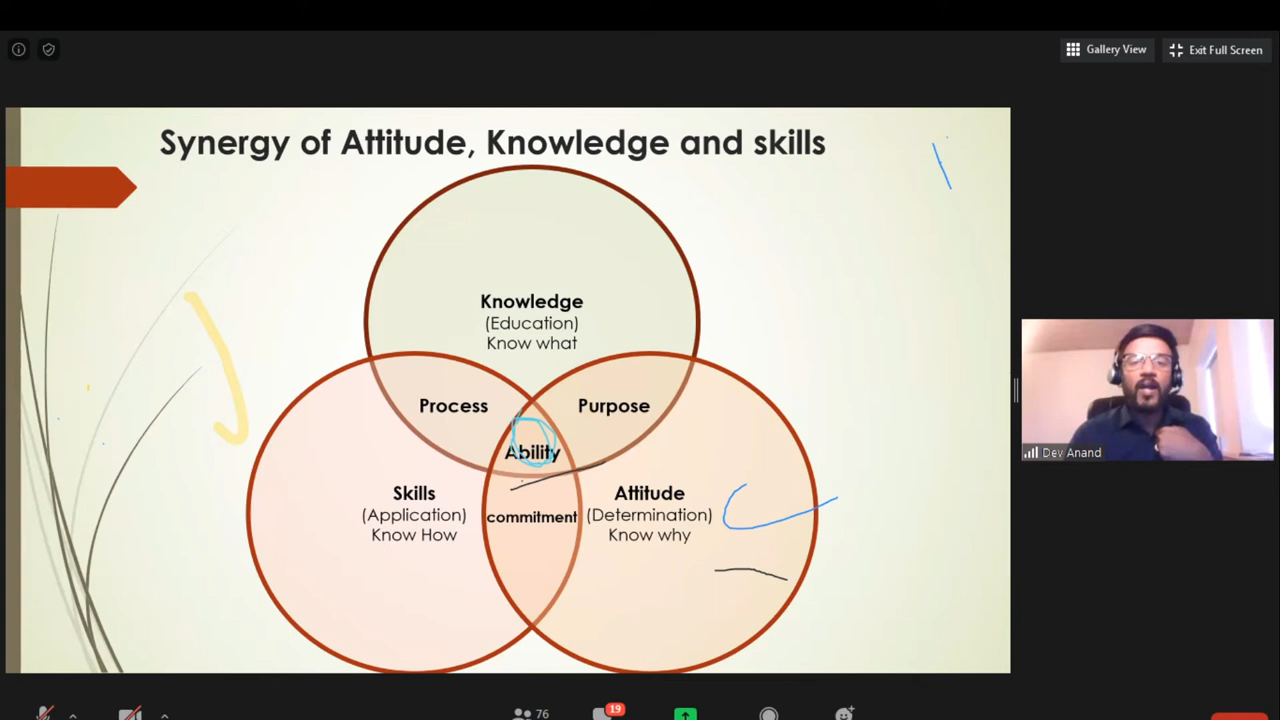 Gallery View
Exit Full Screen
Synergy of Attitude, Knowledge and skills
Knowledge
(Education)
Know what
Process
Purpose
Ability
Skills
(Application)
Know How
commitment
Attitude
(Determination)
Know why
Dev Anand
76
19